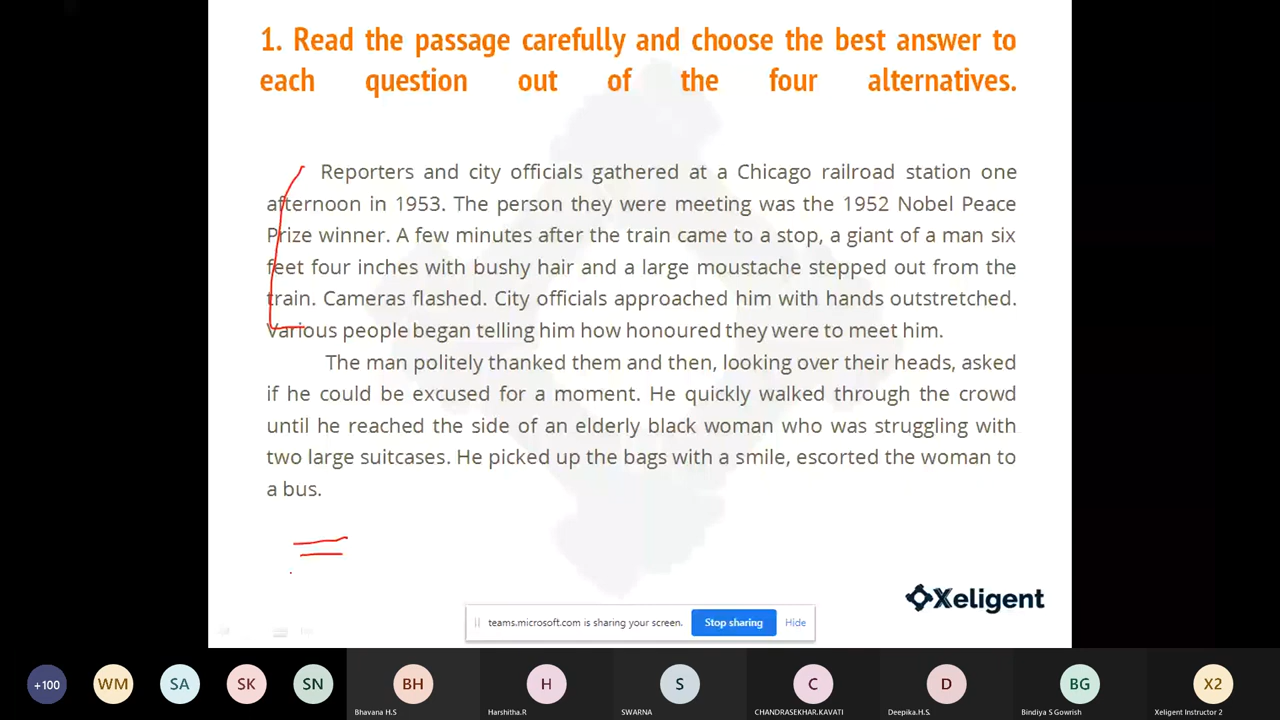 1. Read the passage carefully and choose the best answer to
each question out of the four alternatives.
Reporters and city officials gathered at a Chicago railroad station one
afternoon in 1953. The person they were meeting was the 1952 Nobel Peace
Prize winner. A few minutes after the train came to a stop, a giant of a man six
feet four inches with bushy hair and a large moustache stepped out from the
train. Cameras flashed. City officials approached him with hands outstretched.
Various people began telling him how honoured they were to meet him.
The man politely thanked them and then, looking over their heads, asked
if he could be excused for a moment. He quickly walked through the crowd
until he reached the side of an elderly black woman who was struggling with
two large suitcases. He picked up the bags with a smile, escorted the woman to
a bus.
Xeligent
teams.microsoft.com is sharing your screen. Stop sharing Hide
+100 WM SA SK SN BH H S C D BG X2
Bhavana H.S Harshitha.R SWARNA CHANDRASEKHAR.KAVATI Deepika.H.S. Bindiya S Gowrish Xeligent Instructor 2